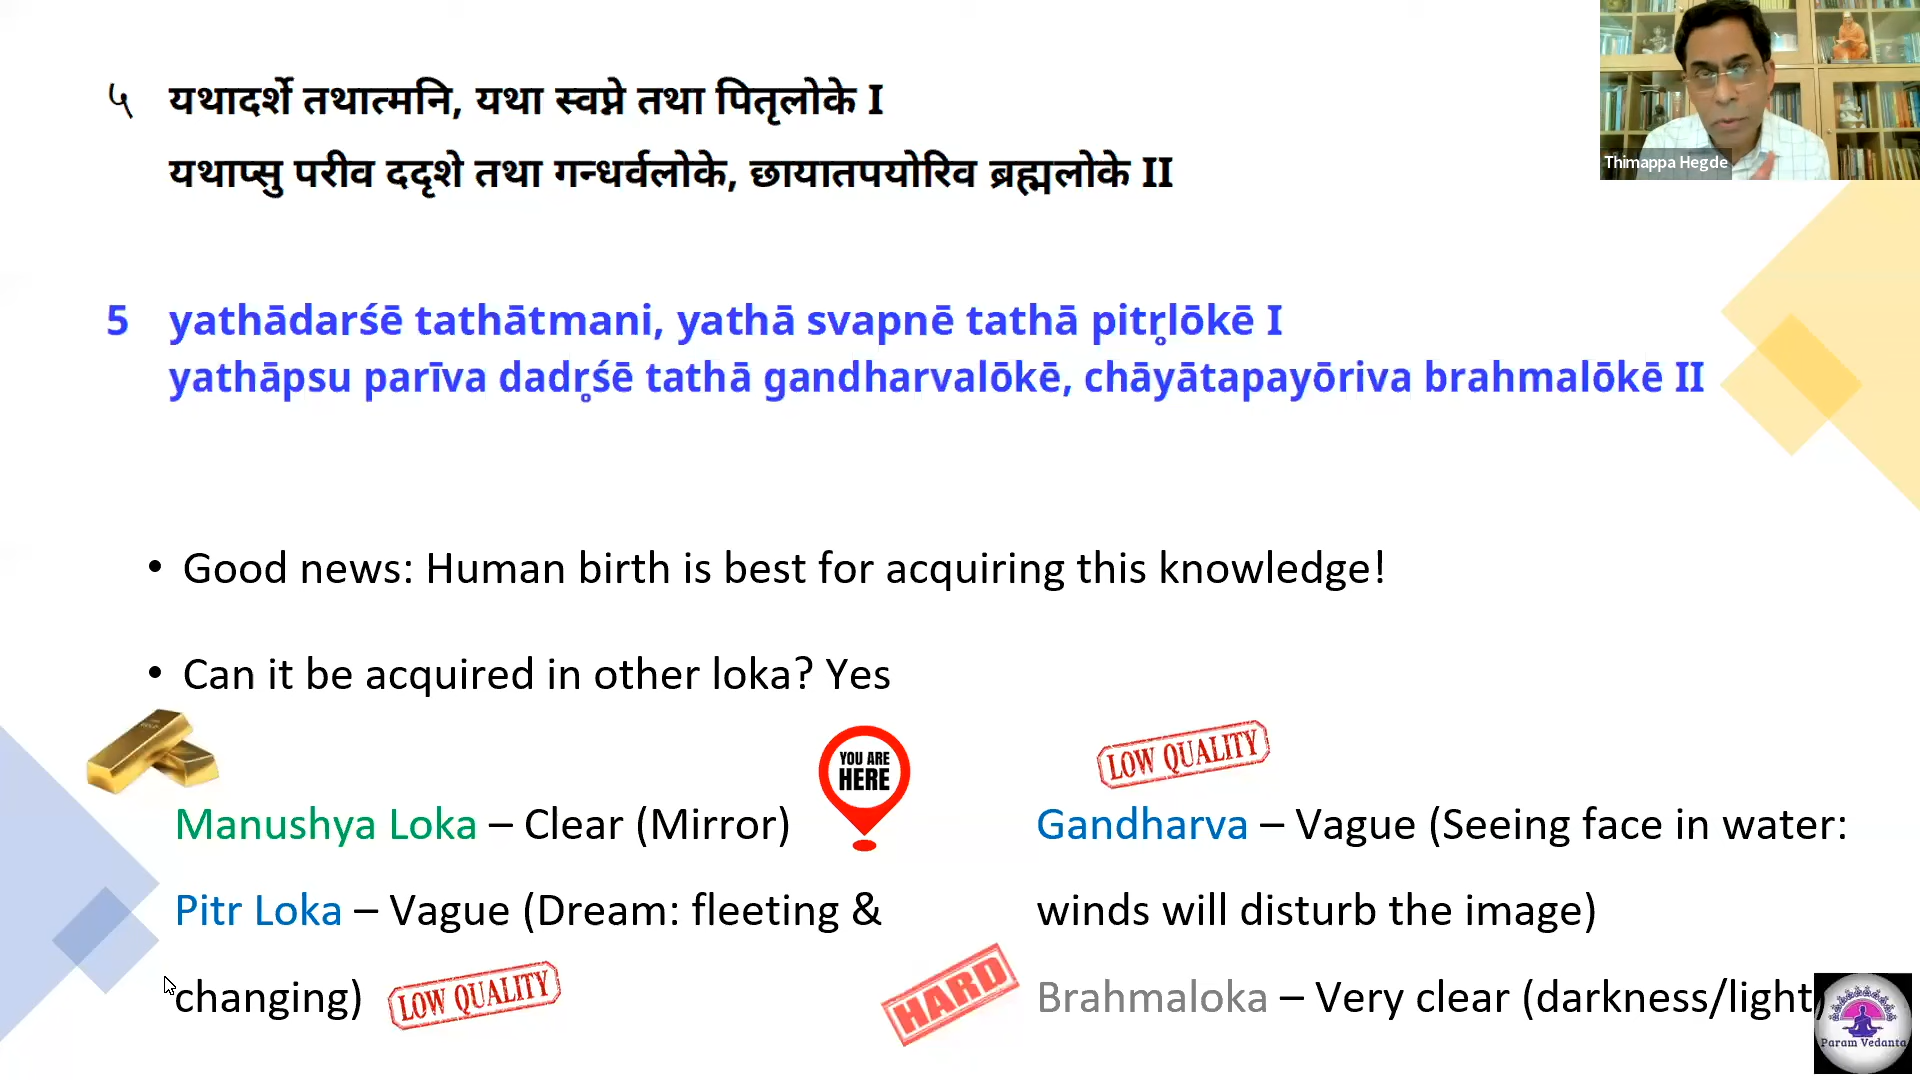 ५ यथादर्शे तथात्मनि, यथा स्वप्ने तथा पितृलोके I
यथाप्सु परीव ददृशे तथा गन्धर्वलोके, छायातपयोरिव ब्रह्मलोके II
Thimappa Hegde
5 yathādarśē tathātmani, yathā svapnē tathā pitr̥lōkē I
yathāpsu parīva dadr̥śē tathā gandharvalōkē, chāyātapayōriva brahmalōkē II
• Good news: Human birth is best for acquiring this knowledge!
• Can it be acquired in other loka? Yes
YOU ARE
HERE
Manushya Loka – Clear (Mirror)
Pitr Loka – Vague (Dream: fleeting &
changing)
LOW QUALITY
LOW QUALITY
Gandharva – Vague (Seeing face in water:
winds will disturb the image)
HARD
Brahmaloka – Very clear (darkness/light)
Param Vedanta